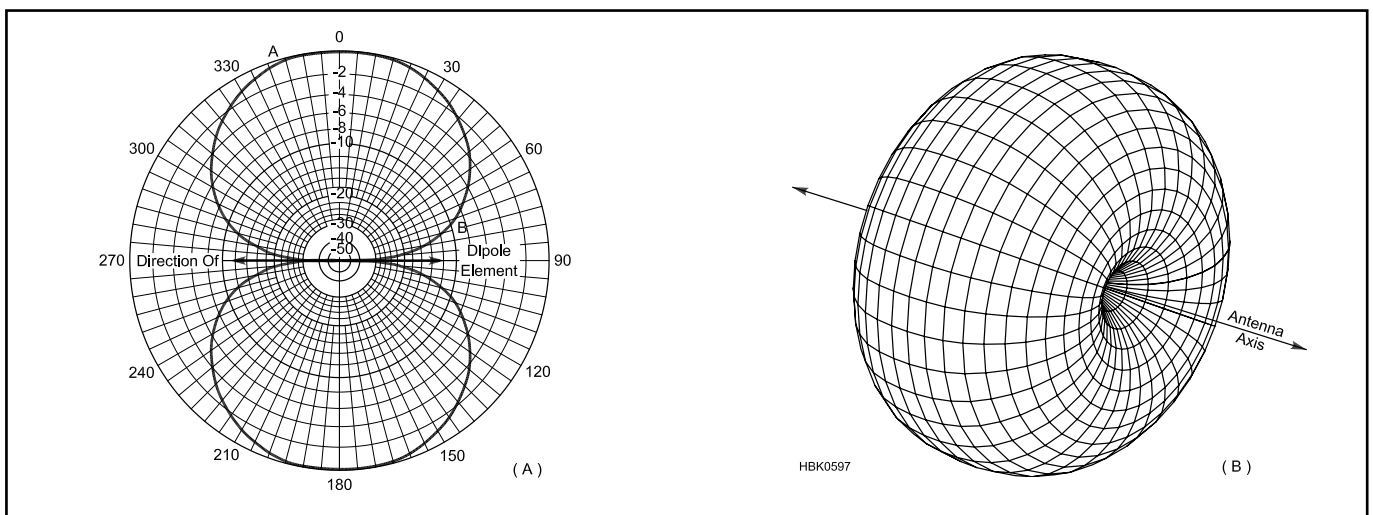 0
A
330
30
-2
-4
-6
-8
-10
300
60
-20
-30
B
-40
-50
270
Direction Of
DIpole
Element
90
240
120
210
150
180
( A )
Antenna
Axis
HBK0597
( B )